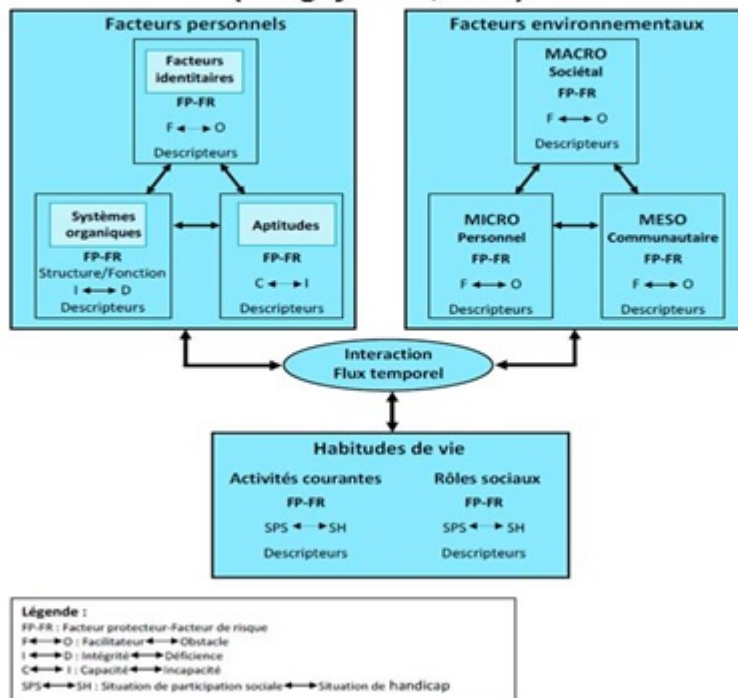 Facteurs personnels
Facteurs
identitaires
FP-FR
F ◄--► O
Descripteurs
Systèmes
organiques
FP-FR
Structure/Fonction
I ◄─► D
Descripteurs
Aptitudes
FP-FR
C ◄--► I
Descripteurs
Facteurs environnementaux
MACRO
Sociétal
FP-FR
F ◄─► O
Descripteurs
MICRO
Personnel
FP-FR
F ◄─► O
Descripteurs
MESO
Communautaire
FP-FR
F ◄─► O
Descripteurs
Interaction
Flux temporel
Habitudes de vie
Activités courantes
FP-FR
SPS ◄--► SH
Descripteurs
Rôles sociaux
FP-FR
SPS ◄--► SH
Descripteurs
Légende :
FP-FR : Facteur protecteur-Facteur de risque
F◄─►O : Facilitateur◄─►Obstacle
I◄─►D : Intégrité◄─►Déficience
C◄─►I : Capacité◄─►Incapacité
SPS◄─►SH : Situation de participation sociale◄─►Situation de handicap